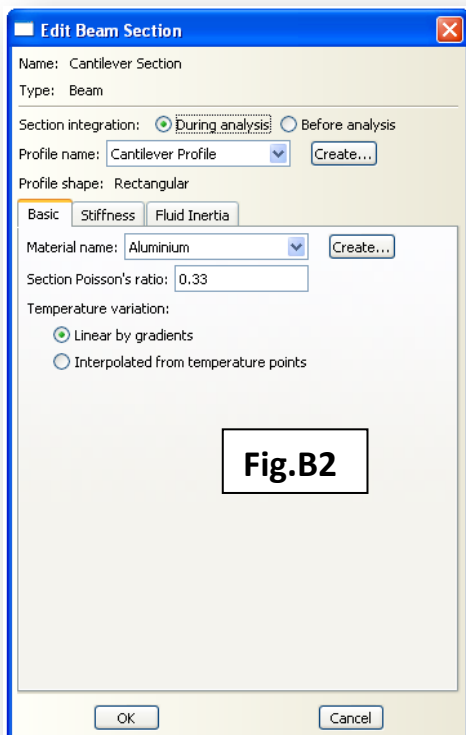 Edit Beam Section
Name: Cantilever Section
Type: Beam
Section integration: During analysis Before analysis
Profile name: Cantilever Profile Create...
Profile shape: Rectangular
Basic Stiffness Fluid Inertia
Material name: Aluminium Create...
Section Poisson's ratio: 0.33
Temperature variation:
Linear by gradients
Interpolated from temperature points
Fig.B2
OK Cancel